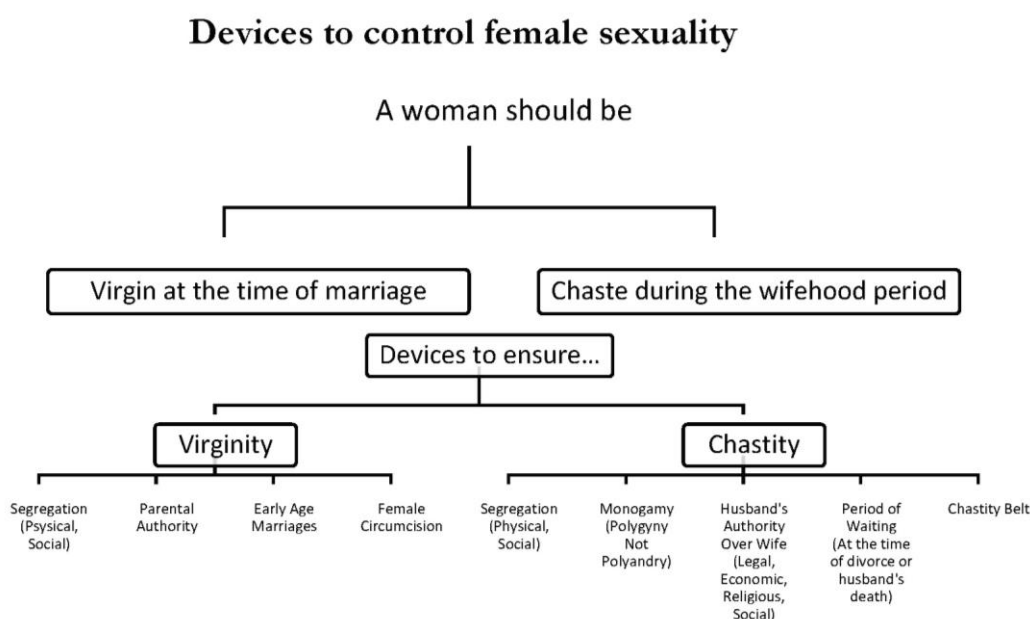 Devices to control female sexuality
A woman should be
Virgin at the time of marriage
Chaste during the wifehood period
Devices to ensure...
Virginity
Chastity
Segregation
(Psysical,
Social)
Parental
Authority
Early Age
Marriages
Female
Circumcision
Segregation
(Physical,
Social)
Monogamy
(Polygyny
Not
Polyandry)
Husband's
Authority
Over Wife
(Legal,
Economic,
Religious,
Social)
Period of
Waiting
(At the time
of divorce or
husband's
death)
Chastity Belt